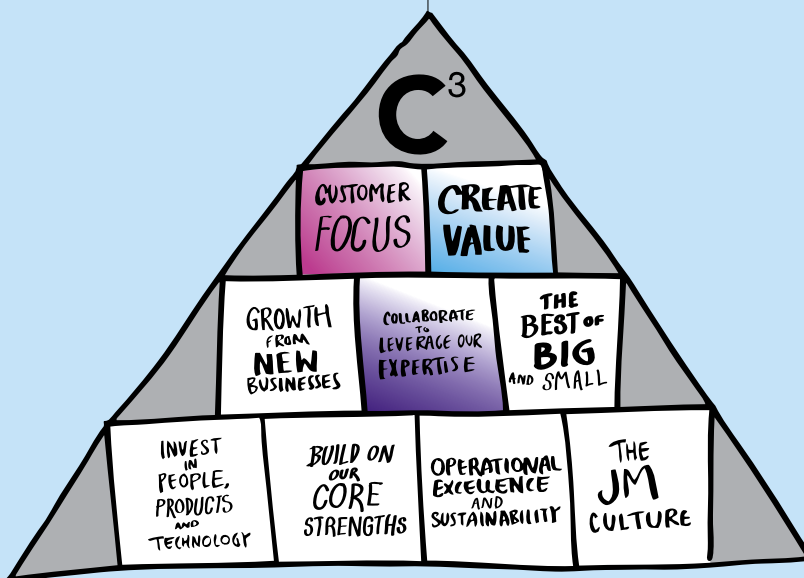 C³
CUSTOMER
FOCUS
CREATE
VALUE
GROWTH
FROM
NEW
BUSINESSES
COLLABORATE
TO
LEVERAGE OUR
EXPERTISE
THE
BEST OF
BIG
AND SMALL
INVEST
IN
PEOPLE,
PRODUCTS
AND
TECHNOLOGY
BUILD ON
OUR
CORE
STRENGTHS
OPERATIONAL
EXCELLENCE
AND
SUSTAINABILITY
THE
JM
CULTURE